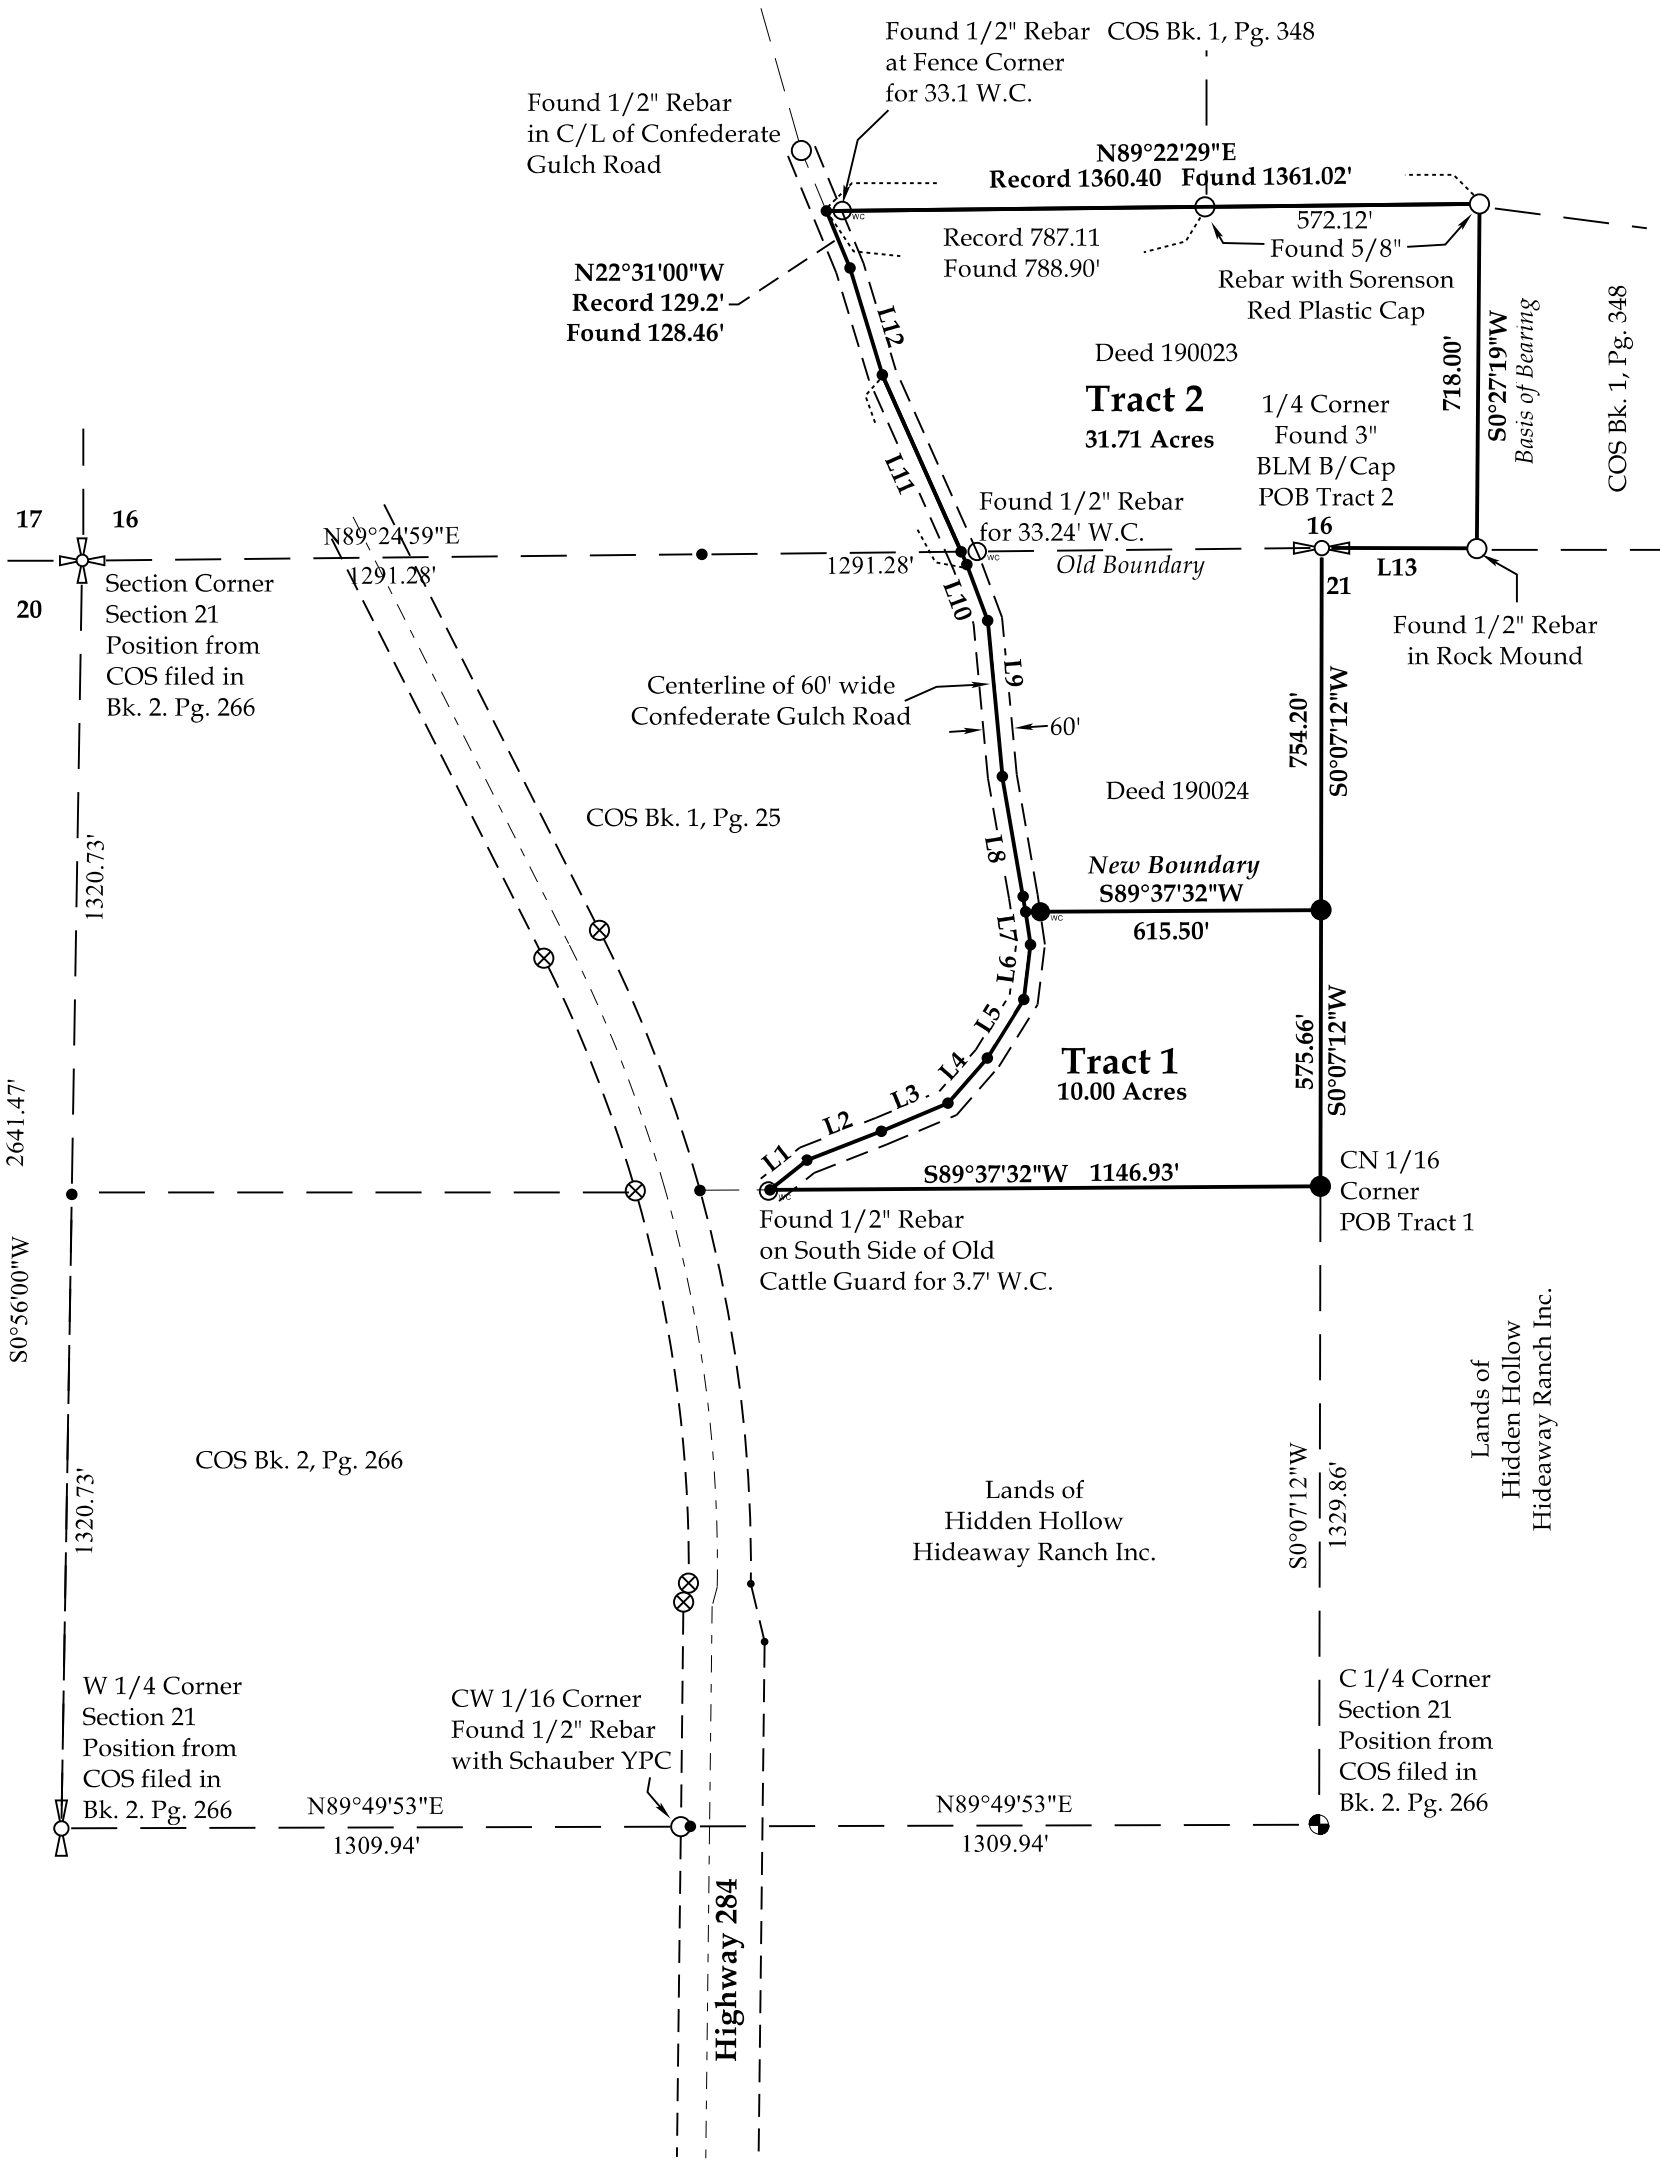 Found 1/2" Rebar
at Fence Corner
for 33.1 W.C.
COS Bk. 1, Pg. 348
Found 1/2" Rebar
in C/L of Confederate
Gulch Road
N89°22'29"E
Record 1360.40 Found 1361.02'
WC
572.12'
Record 787.11
Found 788.90'
Found 5/8"
Rebar with Sorenson
Red Plastic Cap
N22°31'00"W
Record 129.2'
Found 128.46'
L12
Deed 190023
Tract 2
31.71 Acres
718.00'
S0°27'19"W
Basis of Bearing
COS Bk. 1, Pg. 348
1/4 Corner
Found 3"
BLM B/Cap
POB Tract 2
L11
Found 1/2" Rebar
for 33.24' W.C.
WC
Old Boundary
17
16
20
N89°24'59"E
1291.28'
1291.28'
16
21
L13
Section Corner
Section 21
Position from
COS filed in
Bk. 2. Pg. 266
L10
Found 1/2" Rebar
in Rock Mound
L9
Centerline of 60' wide
Confederate Gulch Road
60'
754.20'
S0°07'12"W
Deed 190024
COS Bk. 1, Pg. 25
1320.73'
L8
New Boundary
S89°37'32"W
WC
615.50'
L7
L6
L5
L4
L3
L2
L1
Tract 1
10.00 Acres
575.66'
S0°07'12"W
2641.47'
S0°56'00"W
S89°37'32"W 1146.93'
WC
CN 1/16
Corner
POB Tract 1
Found 1/2" Rebar
on South Side of Old
Cattle Guard for 3.7' W.C.
Lands of
Hidden Hollow
Hideaway Ranch Inc.
COS Bk. 2, Pg. 266
1320.73'
Lands of
Hidden Hollow
Hideaway Ranch Inc.
S0°07'12"W
1329.86'
W 1/4 Corner
Section 21
Position from
COS filed in
Bk. 2. Pg. 266
CW 1/16 Corner
Found 1/2" Rebar
with Schauber YPC
C 1/4 Corner
Section 21
Position from
COS filed in
Bk. 2. Pg. 266
N89°49'53"E
1309.94'
N89°49'53"E
1309.94'
Highway 284